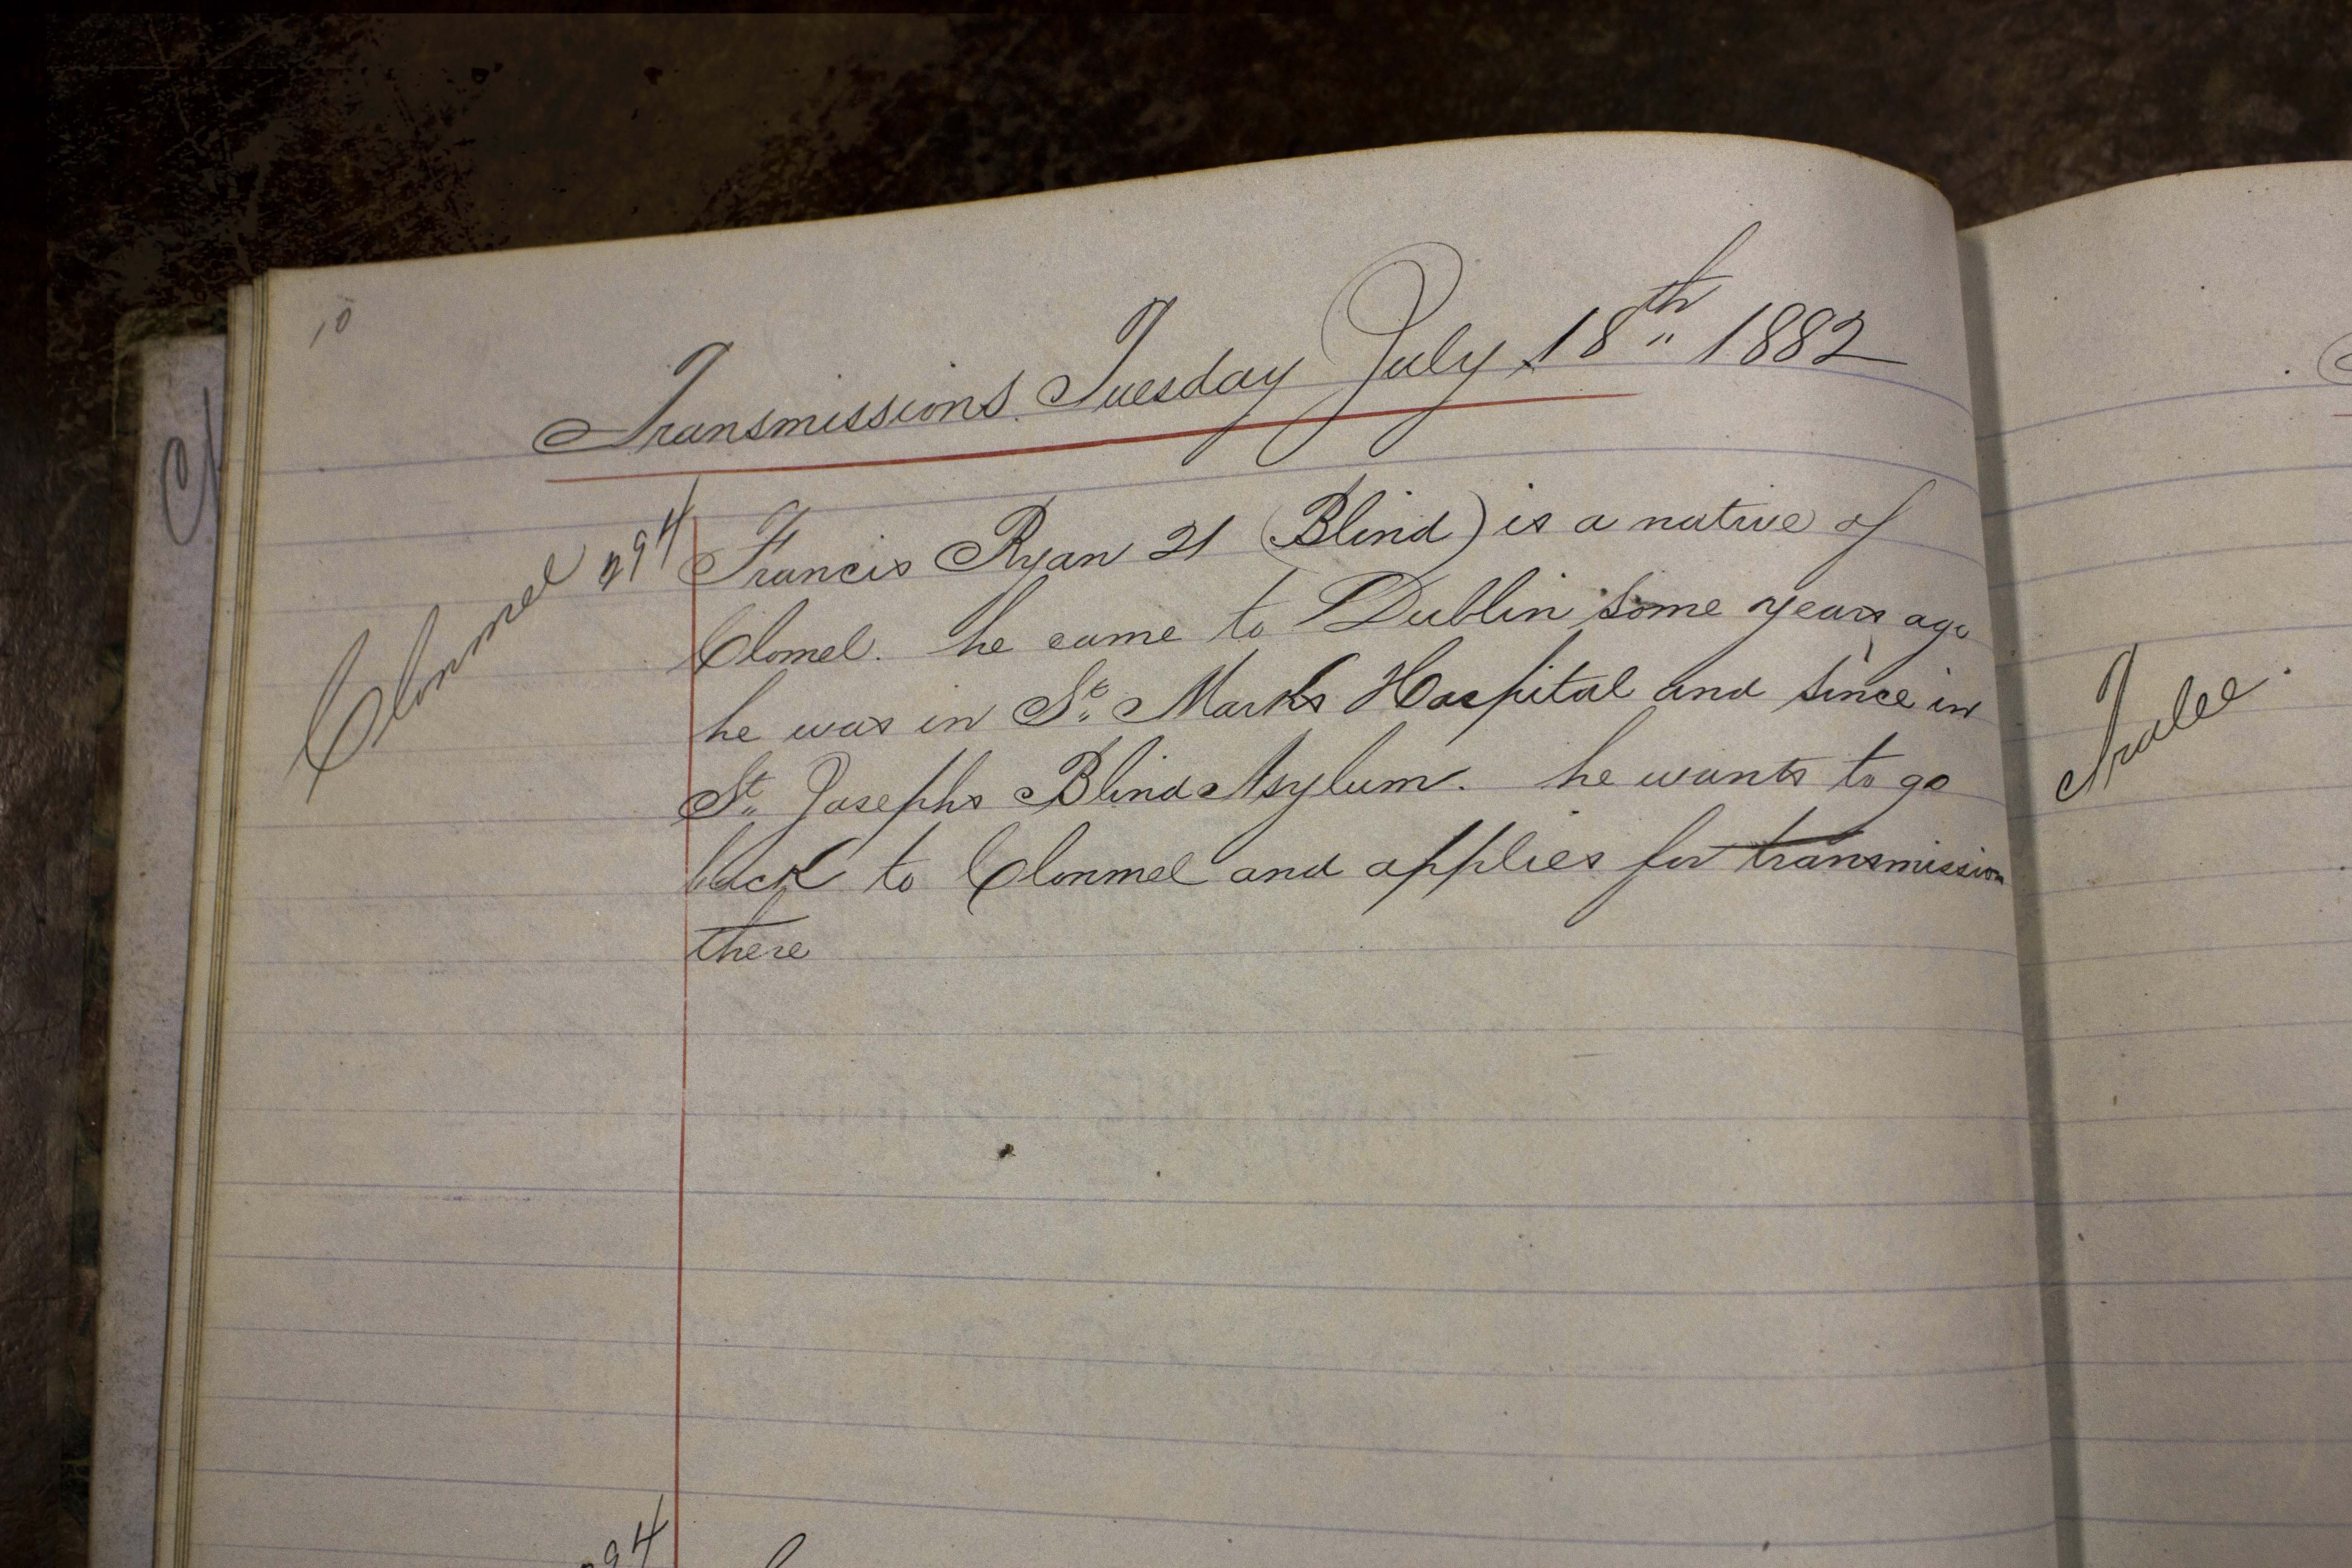 10
Transmissions. Tuesday July 18th 1882
Clonmel 294 Francis Ryan 21 (Blind) is a native of
Clomel. he came to Dublin some years ago
he was in St. Marks Hospital and since in
St. Josephs Blind Asylum. he wants to go
back to Clonmel and applies for transmission
there
Tralee.